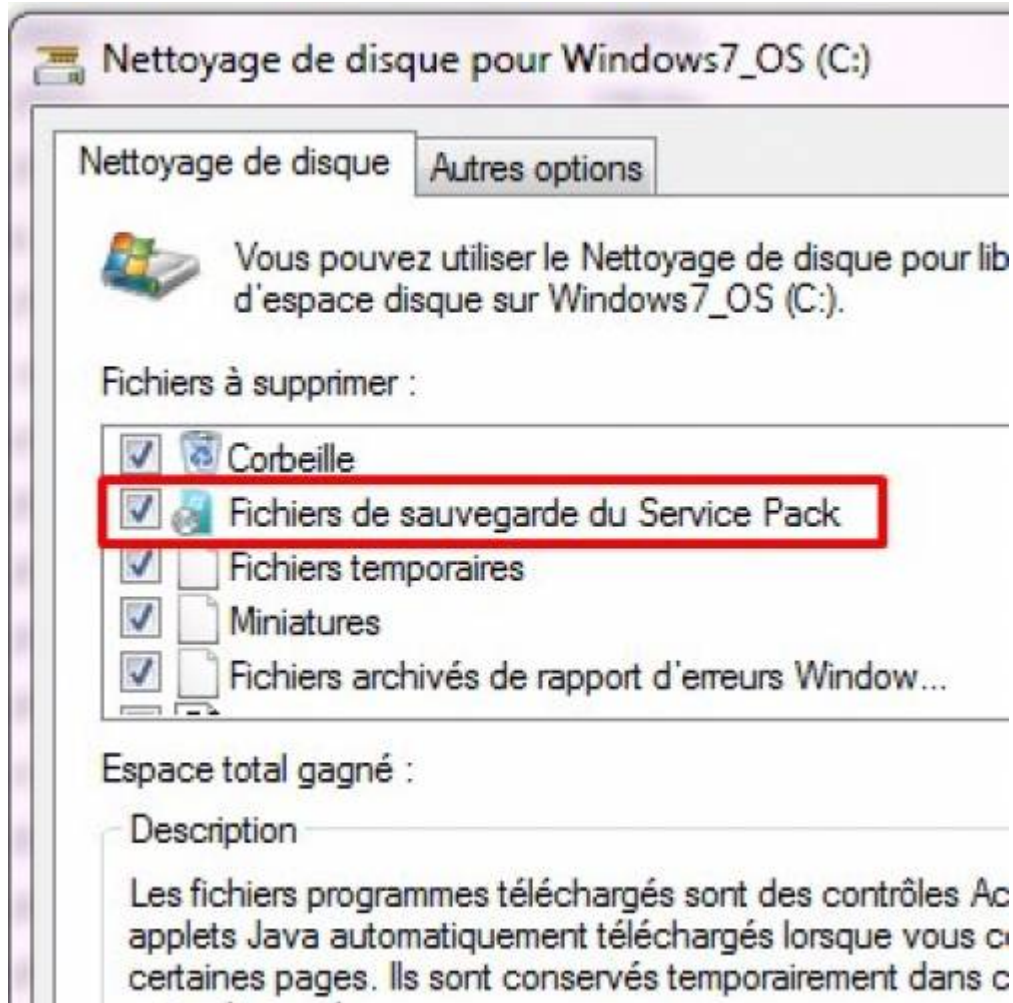 Nettoyage de disque pour Windows7_OS (C:)
Nettoyage de disque
Autres options
Vous pouvez utiliser le Nettoyage de disque pour lib
d'espace disque sur Windows7_OS (C:).
Fichiers à supprimer :
Corbeille
Fichiers de sauvegarde du Service Pack
Fichiers temporaires
Miniatures
Fichiers archivés de rapport d'erreurs Window...
Espace total gagné :
Description
Les fichiers programmes téléchargés sont des contrôles Ac
applets Java automatiquement téléchargés lorsque vous c
certaines pages. Ils sont conservés temporairement dans c